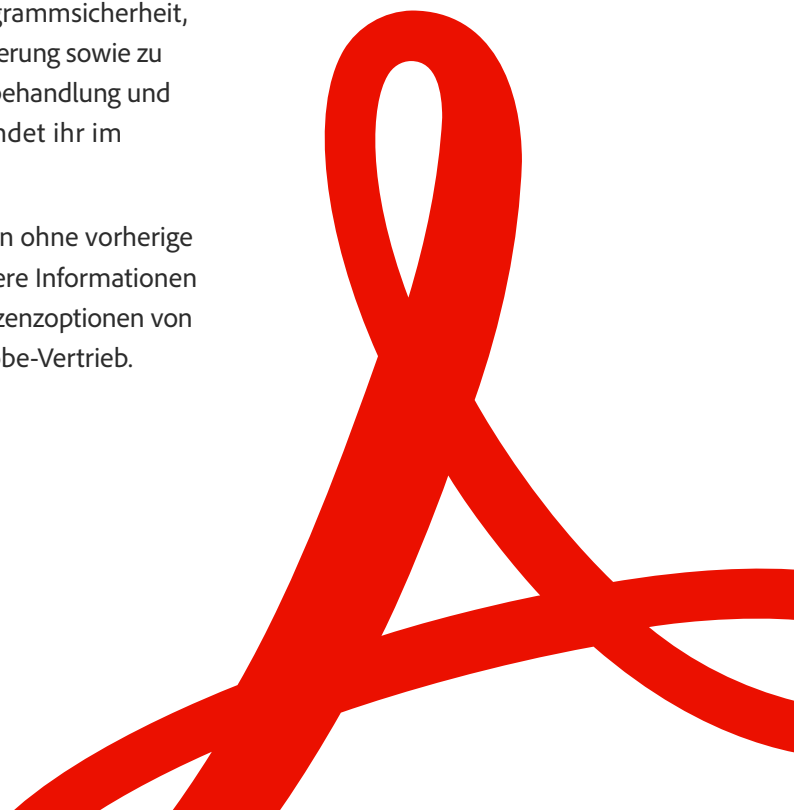 grammsicherheit,
erung sowie zu
behandlung und
ndet ihr im
n ohne vorherige
ere Informationen
zenzoptionen von
be-Vertrieb.